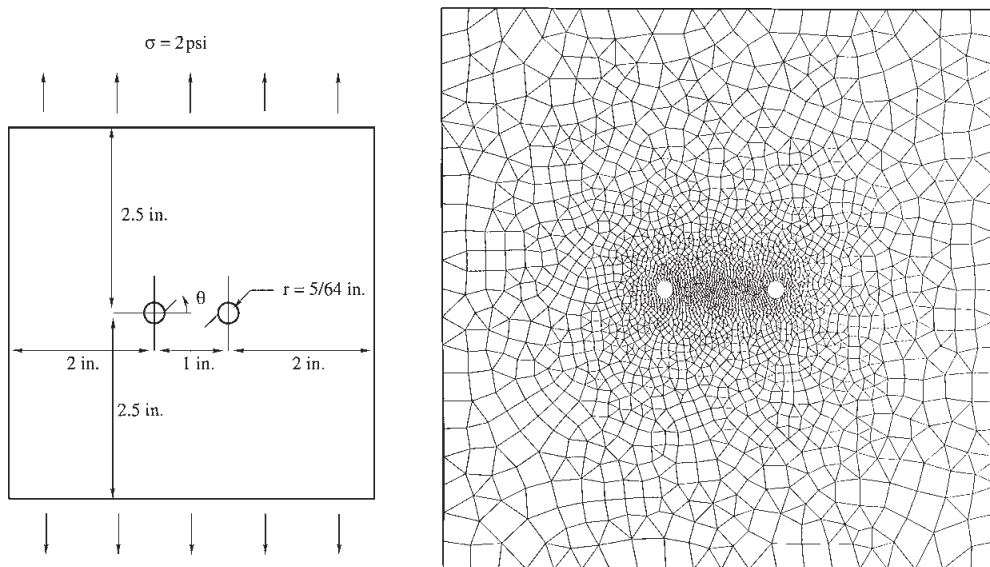 σ = 2psi
2.5 in.
θ
r = 5/64 in.
2 in.
1 in.
2 in.
2.5 in.